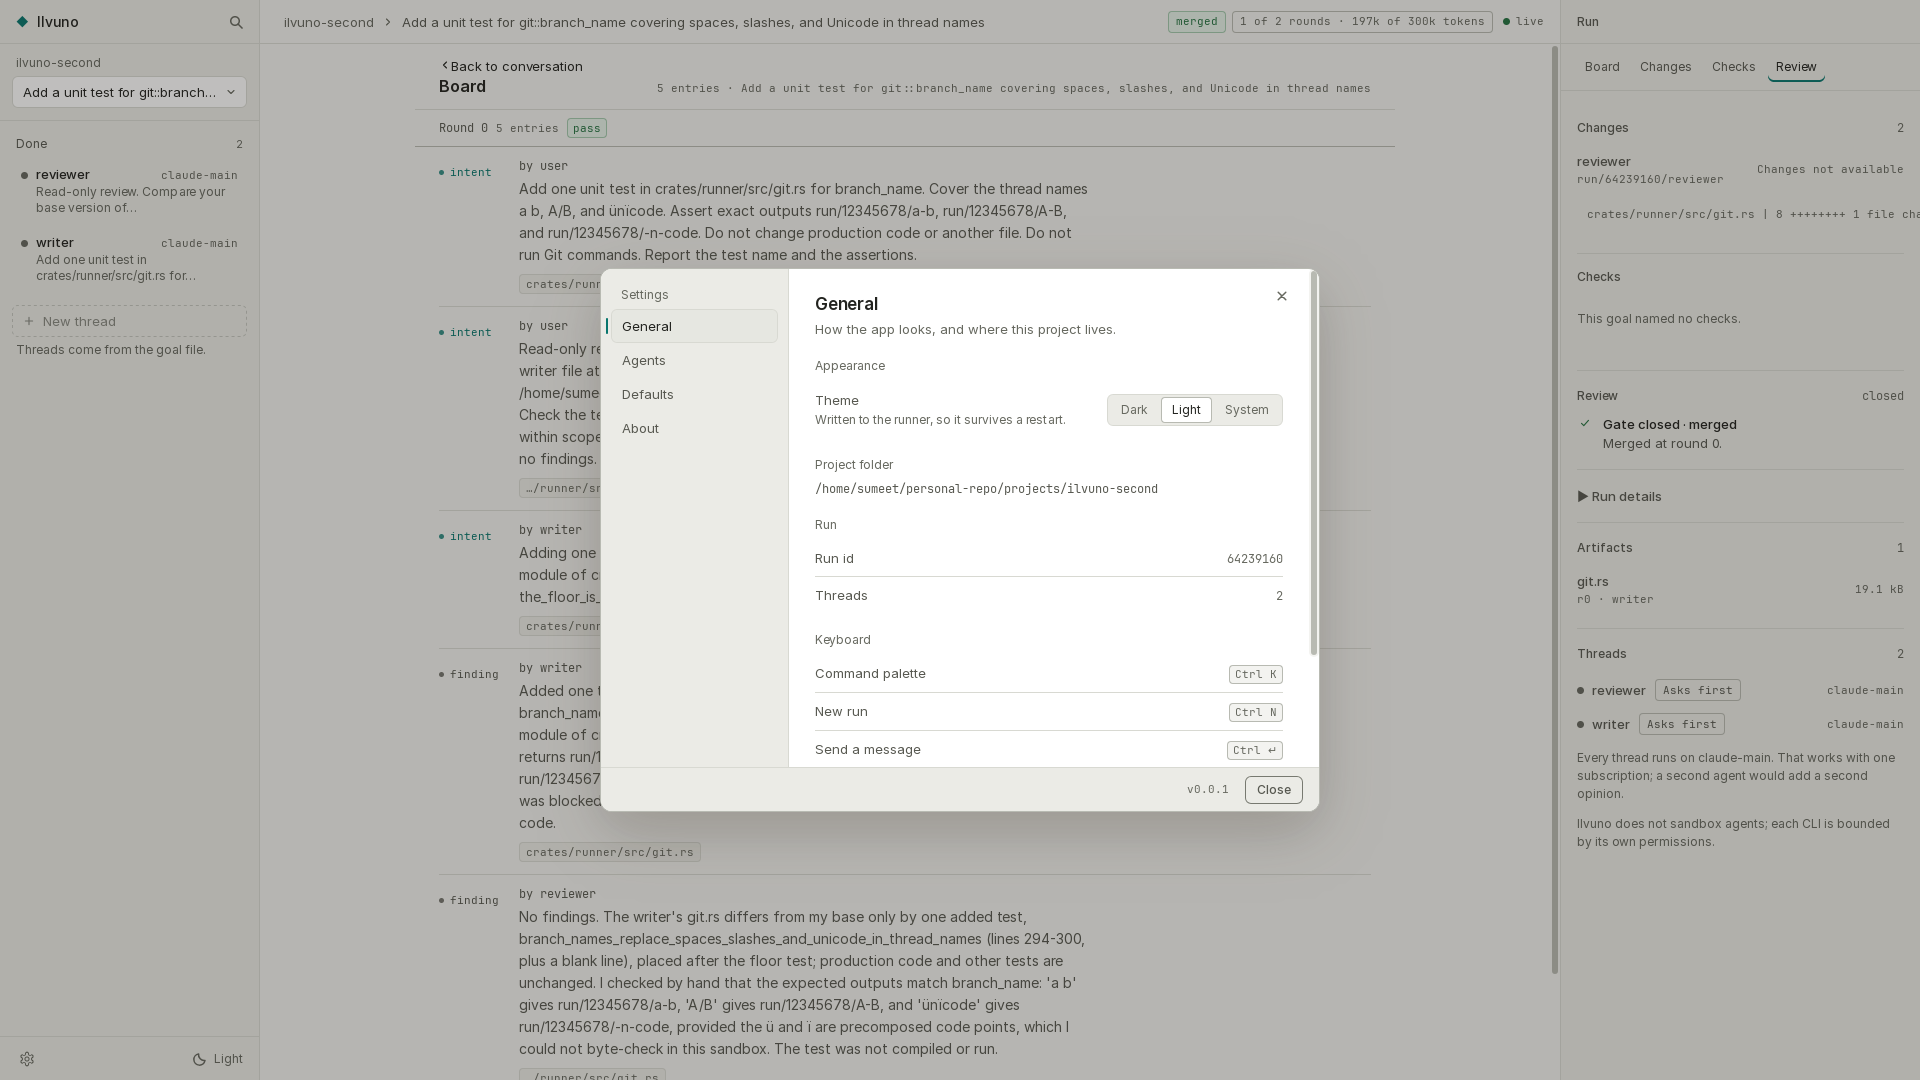 Ilvuno
ilvuno-second
Add a unit test for git::branch…
Done 2
reviewer claude-main
Read-only review. Compare your
base version of…
writer claude-main
Add one unit test in
crates/runner/src/git.rs for…
+ New thread
Threads come from the goal file.
Light
ilvuno-second › Add a unit test for git::branch_name covering spaces, slashes, and Unicode in thread names
merged 1 of 2 rounds · 197k of 300k tokens live
Back to conversation
Board 5 entries · Add a unit test for git::branch_name covering spaces, slashes, and Unicode in thread names
Round 0 5 entries pass
intent by user
Add one unit test in crates/runner/src/git.rs for branch_name. Cover the thread names
a b, A/B, and ünïcode. Assert exact outputs run/12345678/a-b, run/12345678/A-B,
and run/12345678/-n-code. Do not change production code or another file. Do not
run Git commands. Report the test name and the assertions.
crates/runn
intent by user
Read-only re
writer file at
/home/sume
Check the te
within scope
no findings.
…/runner/sr
intent by writer
Adding one
module of c
the_floor_is_
crates/runn
finding by writer
Added one t
branch_name
module of c
returns run/1
run/1234567
was blocked
code.
crates/runner/src/git.rs
finding by reviewer
No findings. The writer's git.rs differs from my base only by one added test,
branch_names_replace_spaces_slashes_and_unicode_in_thread_names (lines 294-300,
plus a blank line), placed after the floor test; production code and other tests are
unchanged. I checked by hand that the expected outputs match branch_name: 'a b'
gives run/12345678/a-b, 'A/B' gives run/12345678/A-B, and 'ünïcode' gives
run/12345678/-n-code, provided the ü and ï are precomposed code points, which I
could not byte-check in this sandbox. The test was not compiled or run.
/runner/src/git.rs
Settings
General
Agents
Defaults
About
General
How the app looks, and where this project lives.
Appearance
Theme
Written to the runner, so it survives a restart.
Dark Light System
Project folder
/home/sumeet/personal-repo/projects/ilvuno-second
Run
Run id 64239160
Threads 2
Keyboard
Command palette Ctrl K
New run Ctrl N
Send a message Ctrl ↵
v0.0.1 Close
Run
Board Changes Checks Review
Changes 2
reviewer
run/64239160/reviewer Changes not available
crates/runner/src/git.rs | 8 ++++++++ 1 file cha
Checks
This goal named no checks.
Review closed
Gate closed · merged
Merged at round 0.
▶ Run details
Artifacts 1
git.rs
r0 · writer 19.1 kB
Threads 2
reviewer Asks first claude-main
writer Asks first claude-main
Every thread runs on claude-main. That works with one
subscription; a second agent would add a second
opinion.
Ilvuno does not sandbox agents; each CLI is bounded
by its own permissions.